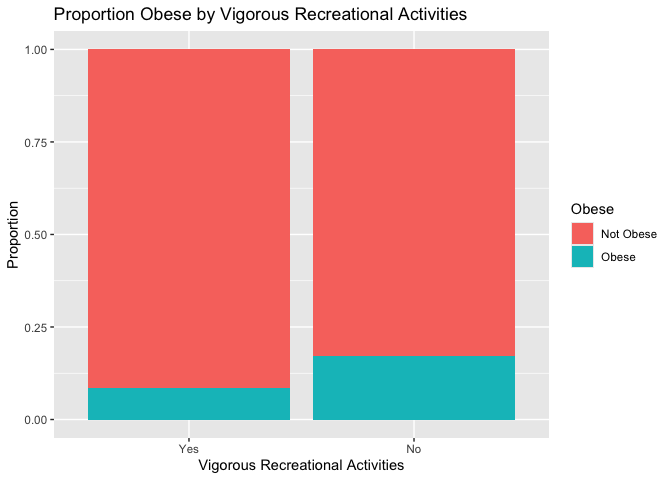 Proportion Obese by Vigorous Recreational Activities
1.00
0.75
0.50
0.25
0.00
Proportion
Yes
No
Vigorous Recreational Activities
Obese
Not Obese
Obese